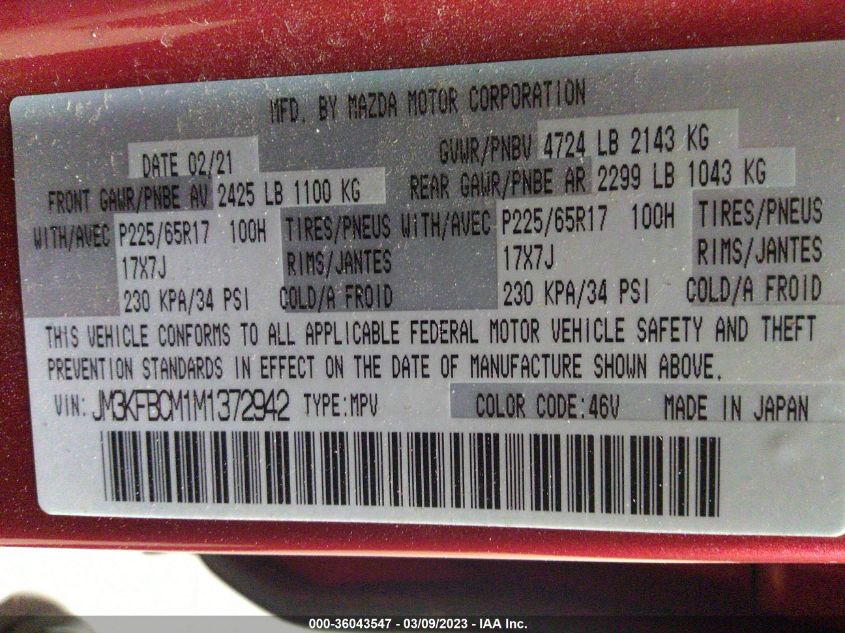 MFD. BY MAZDA MOTOR CORPORATION
DATE 02/21 GVWR/PNBV 4724 LB 2143 KG
FRONT GAWR/PNBE AV 2425 LB 1100 KG REAR GAWR/PNBE AR 2299 LB 1043 KG
WITH/AVEC P225/65R17 100H TIRES/PNEUS WITH/AVEC P225/65R17 100H TIRES/PNEUS
17X7J RIMS/JANTES 17X7J RIMS/JANTES
230 KPA/34 PSI COLD/A FROID 230 KPA/34 PSI COLD/A FROID
THIS VEHICLE CONFORMS TO ALL APPLICABLE FEDERAL MOTOR VEHICLE SAFETY AND THEFT
PREVENTION STANDARDS IN EFFECT ON THE DATE OF MANUFACTURE SHOWN ABOVE.
VIN: JM3KFBCM1M1372942 TYPE:MPV COLOR CODE:46V MADE IN JAPAN
000-36043547 - 03/09/2023 - IAA Inc.